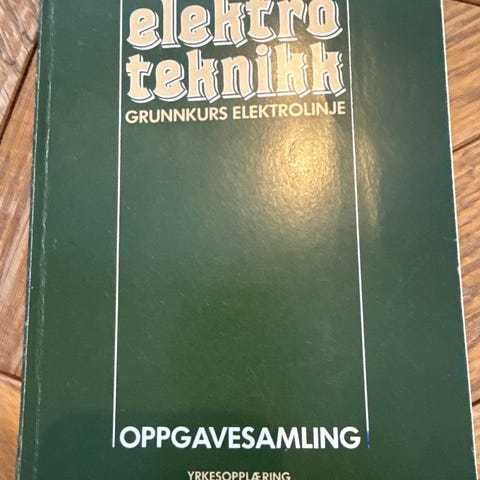 elektro
teknikk
GRUNNKURS ELEKTROLINJE
OPPGAVESAMLING
YRKESOPPLÆRING